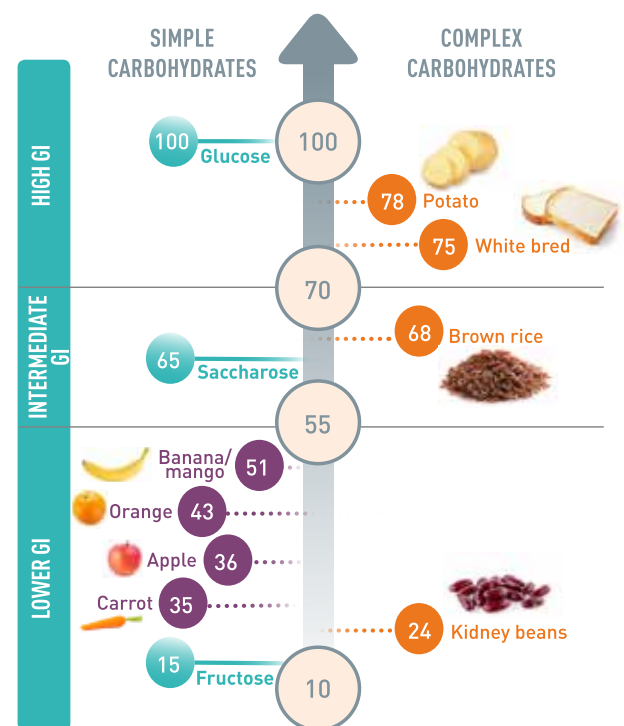 SIMPLE
CARBOHYDRATES
COMPLEX
CARBOHYDRATES
HIGH GI
100
Glucose
100
78
Potato
75
White bred
70
INTERMEDIATE
GI
68
Brown rice
65
Saccharose
55
LOWER GI
Banana/
mango
51
Orange
43
Apple
36
Carrot
35
24
Kidney beans
15
Fructose
10